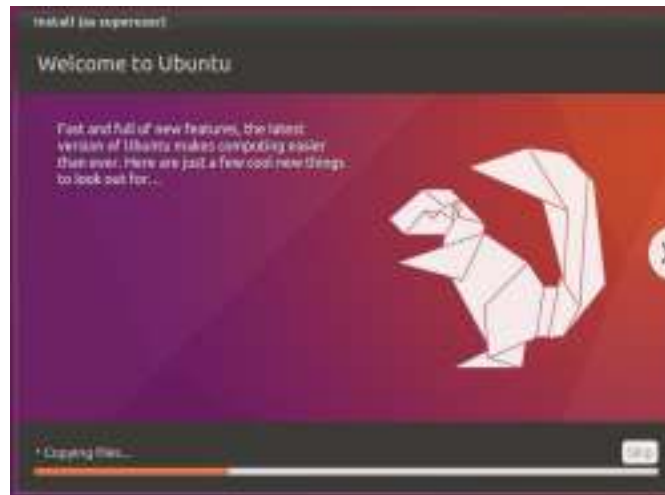 Install (as superuser)
Welcome to Ubuntu
Fast and full of new features, the latest
version of Ubuntu makes computing easier
than ever. Here are just a few cool new things
to look out for...
Copying files...
Skip